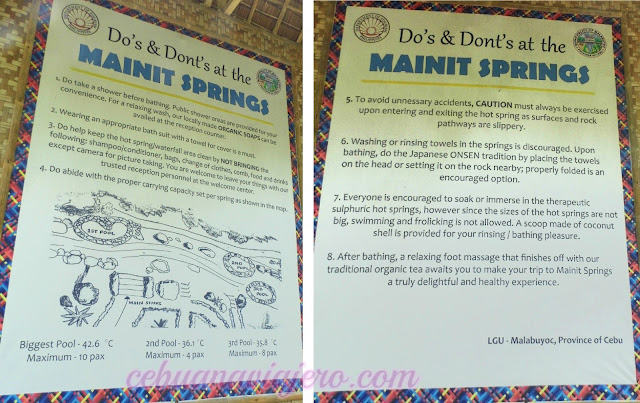 Do's & Dont's at the
MAINIT SPRINGS
1. Do take a shower before bathing. Public shower areas are provided for your
convenience. For a relaxing wash, our locally made ORGANIC SOAPS can be
availed at the reception counter.
2. Wearing an appropriate bath suit with a towel for cover is a must.
3. Do help keep the hot spring/waterfall area clean by NOT BRINGING the
following: shampoo/conditioner, bags, change or clothes, comb, food and drinks
except camera for picture taking. You are welcome to leave your things with our
trusted reception personnel at the welcome center.
4. Do abide with the proper carrying capacity set per spring as shown in the map.
1ST POOL
2ND POOL
3RD POOL
MAIN SPRING
Biggest Pool - 42.6 °C
Maximum - 10 pax
2nd Pool - 36.1 °C
Maximum - 4 pax
3rd Pool - 35.8 °C
Maximum - 8 pax
Do's & Dont's at the
MAINIT SPRINGS
5. To avoid unnessary accidents, CAUTION must always be exercised
upon entering and exiting the hot spring as surfaces and rock
pathways are slippery.
6. Washing or rinsing towels in the springs is discouraged. Upon
bathing, do the Japanese ONSEN tradition by placing the towels
on the head or setting it on the rock nearby; properly folded is an
encouraged option.
7. Everyone is encouraged to soak or immerse in the therapeutic
sulphuric hot springs, however since the sizes of the hot springs are not
big, swimming and frolicking is not allowed. A scoop made of coconut
shell is provided for your rinsing / bathing pleasure.
8. After bathing, a relaxing foot massage that finishes off with our
traditional organic tea awaits you to make your trip to Mainit Springs
a truly delightful and healthy experience.
LGU - Malabuyoc, Province of Cebu
cebuanaviajero.com